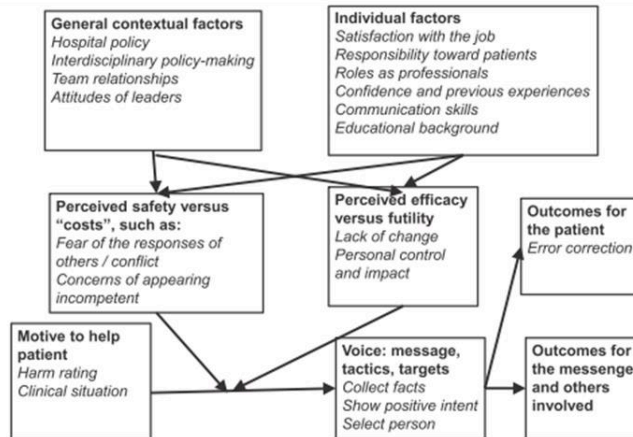 General contextual factors
Hospital policy
Interdisciplinary policy-making
Team relationships
Attitudes of leaders
Individual factors
Satisfaction with the job
Responsibility toward patients
Roles as professionals
Confidence and previous experiences
Communication skills
Educational background
Perceived safety versus
“costs”, such as:
Fear of the responses of
others / conflict
Concerns of appearing
incompetent
Perceived efficacy
versus futility
Lack of change
Personal control
and impact
Outcomes for
the patient
Error correction
Motive to help
patient
Harm rating
Clinical situation
Voice: message,
tactics, targets
Collect facts
Show positive intent
Select person
Outcomes for
the messenge
and others
involved